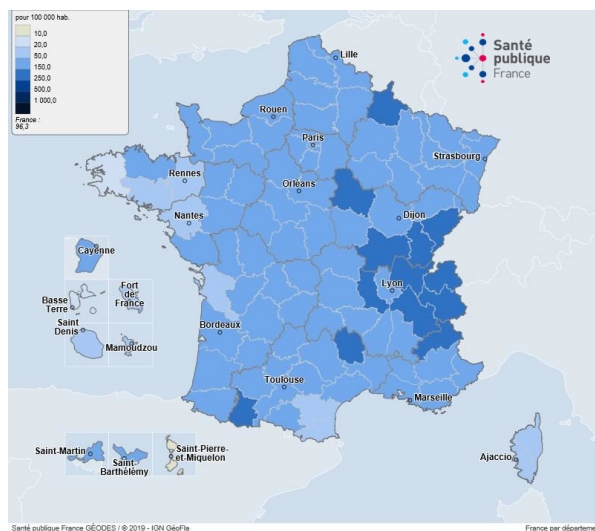 pour 100 000 hab.
10,0
20,0
50,0
150,0
250,0
500,0
1 000,0
France :
96,3
Santé
publique
France
Lille
Rouen
Paris
Strasbourg
Rennes
Orléans
Nantes
Dijon
Cayenne
Lyon
Basse
Terre
Fort
de
France
Saint
Denis
Mamoudzou
Bordeaux
Toulouse
Marseille
Saint-Martin
Saint-
Barthélémy
Saint-Pierre-
et-Miquelon
Ajaccio
Santé publique France GÉODES / © 2019 - IGN GéoFla
France par départeme